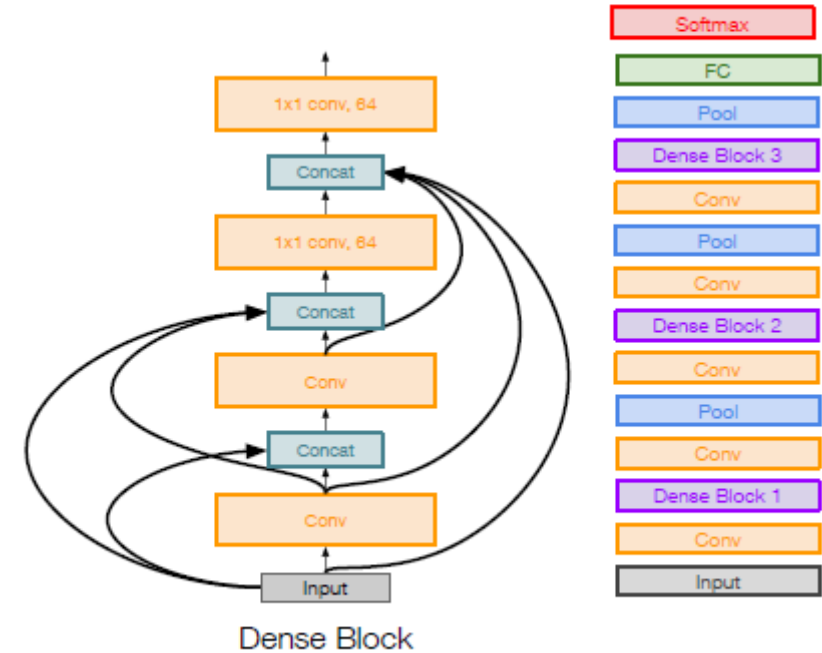 1x1 conv, 64
Concat
1x1 conv, 64
Concat
Conv
Concat
Conv
Input
Dense Block
Softmax
FC
Pool
Dense Block 3
Conv
Pool
Conv
Dense Block 2
Conv
Pool
Conv
Dense Block 1
Conv
Input